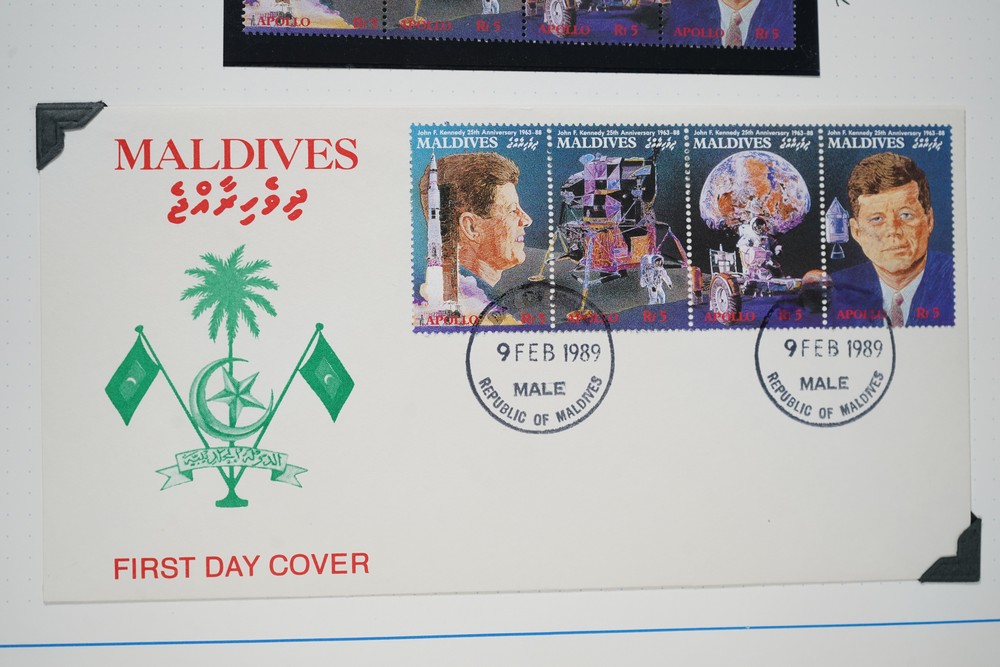 APOLLO
APOLLO Rf 5
APOLLO Rf 5
APOLLO Rf 5
MALDIVES
ދިވެހިރާއްޖެ
FIRST DAY COVER
John F. Kennedy 25th Anniversary 1963-88
MALDIVES ދިވެހިރާއްޖެ
APOLLO Rf 5
John F. Kennedy 25th Anniversary 1963-88
MALDIVES ދިވެހިރާއްޖެ
APOLLO Rf 5
John F. Kennedy 25th Anniversary 1963-88
MALDIVES ދިވެހިރާއްޖެ
APOLLO Rf 5
John F. Kennedy 25th Anniversary 1963-88
MALDIVES ދިވެހިރާއްޖެ
APOLLO Rf 5
9 FEB 1989
MALE
REPUBLIC OF MALDIVES
9 FEB 1989
MALE
REPUBLIC OF MALDIVES